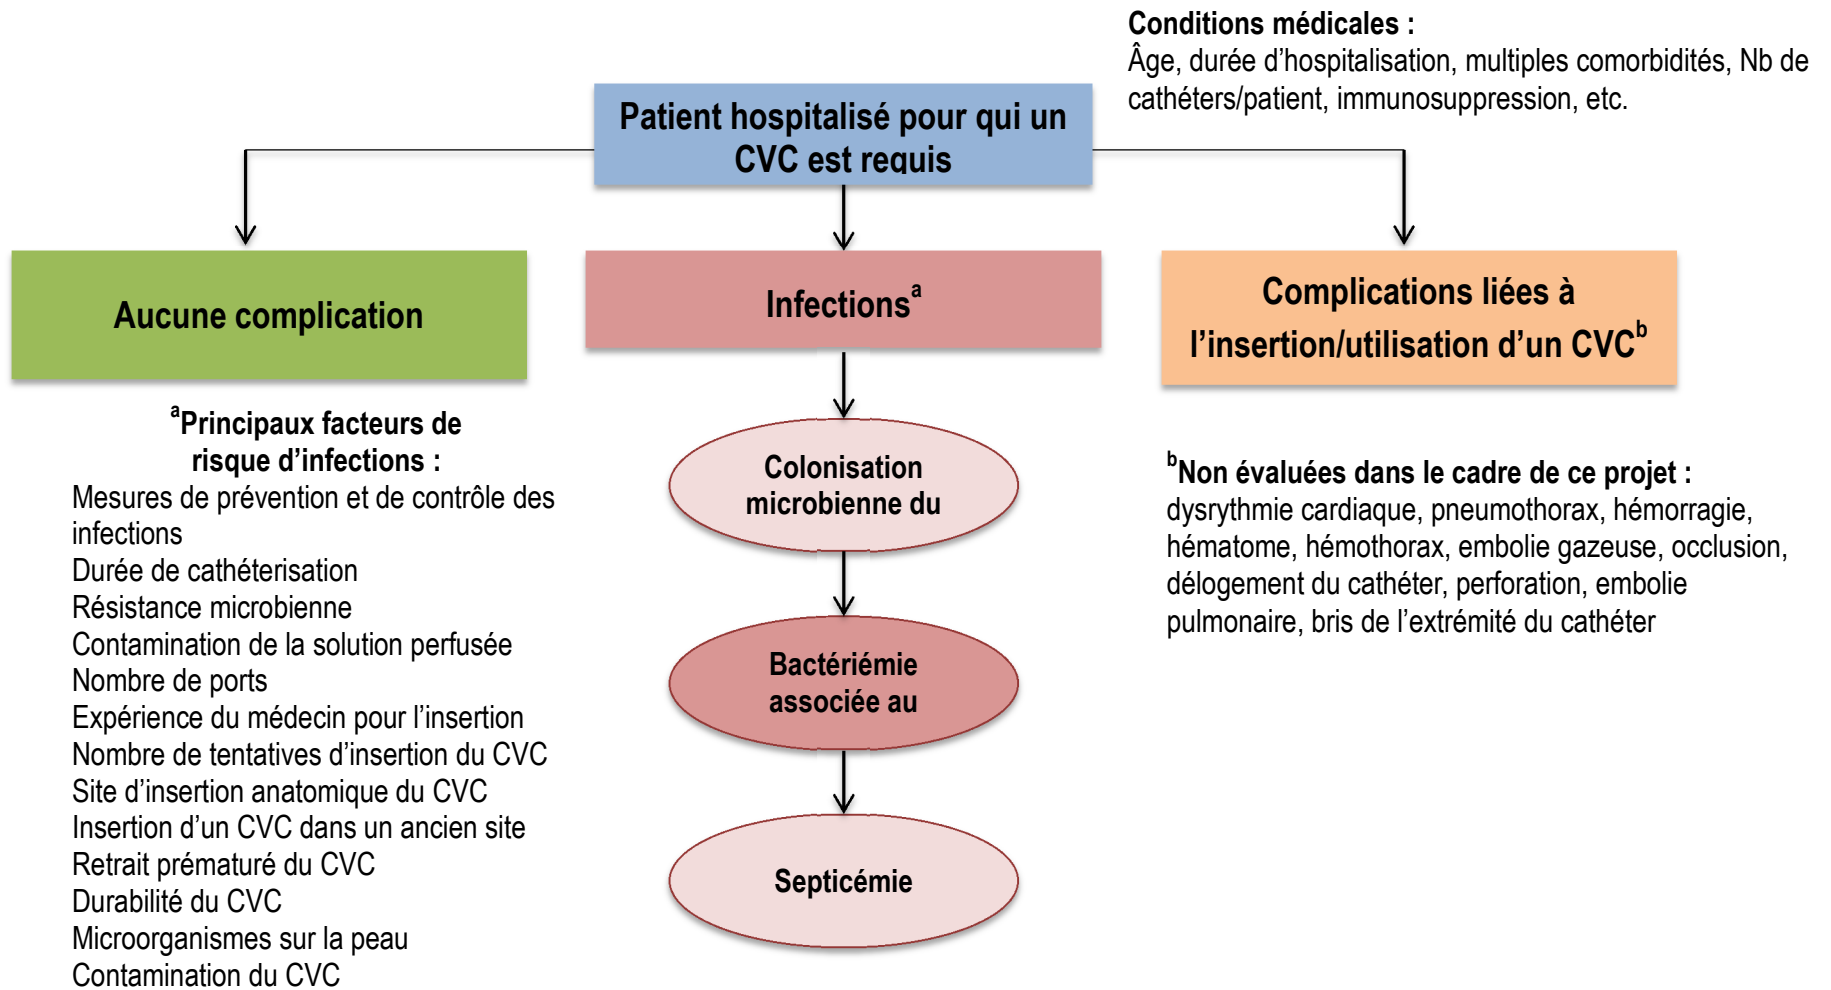 Conditions médicales :
Âge, durée d’hospitalisation, multiples comorbidités, Nb de
cathéters/patient, immunosuppression, etc.
Patient hospitalisé pour qui un
CVC est requis
Aucune complication
Infectionsª
Complications liées à
l’insertion/utilisation d’un CVCᵇ
ªPrincipaux facteurs de
risque d’infections :
Mesures de prévention et de contrôle des
infections
Durée de cathéterisation
Résistance microbienne
Contamination de la solution perfusée
Nombre de ports
Expérience du médecin pour l’insertion
Nombre de tentatives d’insertion du CVC
Site d’insertion anatomique du CVC
Insertion d’un CVC dans un ancien site
Retrait prématuré du CVC
Durabilité du CVC
Microorganismes sur la peau
Contamination du CVC
Colonisation
microbienne du
Bactériémie
associée au
Septicémie
ᵇNon évaluées dans le cadre de ce projet :
dysrythmie cardiaque, pneumothorax, hémorragie,
hématome, hémothorax, embolie gazeuse, occlusion,
délogement du cathéter, perforation, embolie
pulmonaire, bris de l’extrémité du cathéter